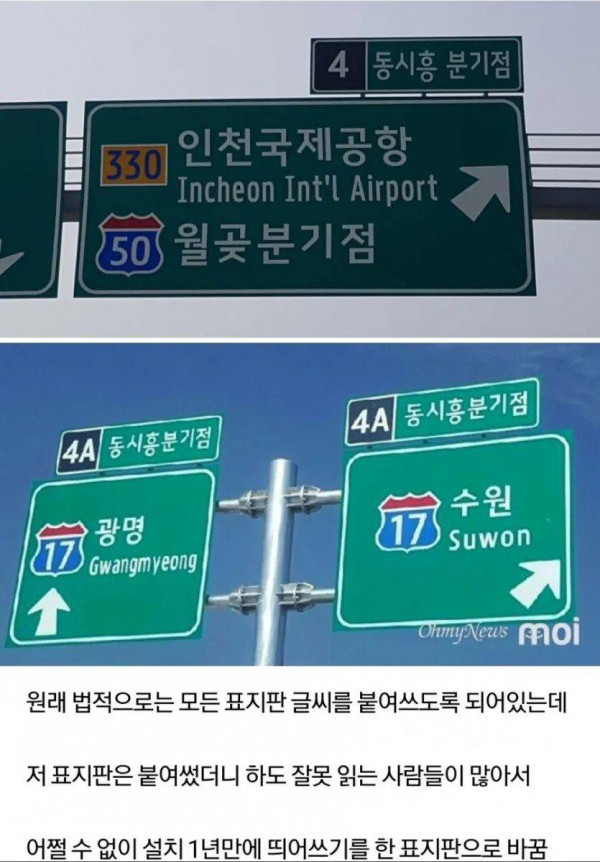 4 동시흥 분기점
330 인천국제공항
Incheon Int'l Airport
50 월곶분기점
4A 동시흥분기점
17 광명
Gwangmyeong
4A 동시흥분기점
17 수원
Suwon
OhmyNews moi
원래 법적으로는 모든 표지판 글씨를 붙여쓰도록 되어있는데
저 표지판은 붙여썼더니 하도 잘못 읽는 사람들이 많아서
어쩔 수 없이 설치 1년만에 띄어쓰기를 한 표지판으로 바꿈